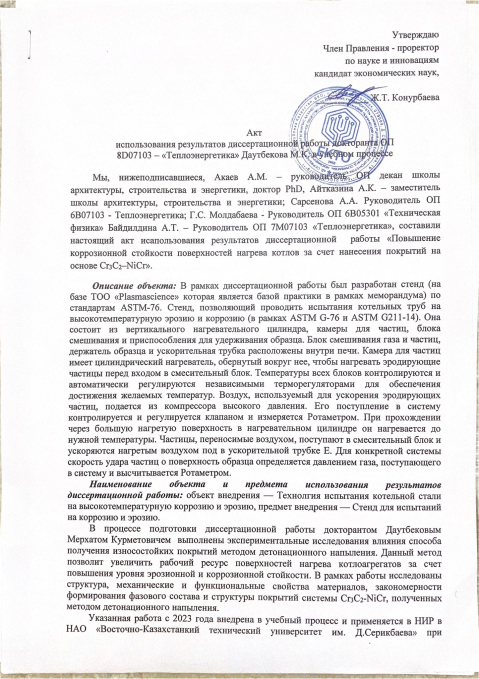 Утверждаю
Член Правления - проректор
по науке и инновациям
кандидат экономических наук,
Ж.Т. Конурбаева
Акт
использования результатов диссертационной работы докторанта ОП
8D07103 – «Теплоэнергетика» Даутбекова М.К. в учебном процессе
Мы, нижеподписавшиеся, Акаев А.М. – руководитель ОП декан школы
архитектуры, строительства и энергетики, доктор PhD, Айтказина А.К. – заместитель
школы архитектуры, строительства и энергетики; Сарсенова А.А. Руководитель ОП
6В07103 - Теплоэнергетика; Г.С. Молдабаева - Руководитель ОП 6В05301 «Техническая
физика» Байдилдина А.Т. – Руководитель ОП 7М07103 «Теплоэнергетика», составили
настоящий акт использования результатов диссертационной работы «Повышение
коррозионной стойкости поверхностей нагрева котлов за счет нанесения покрытий на
основе Cr₃C₂–NiCr».
Описание объекта: В рамках диссертационной работы был разработан стенд (на
базе ТОО «Plasmascience» которая является базой практики в рамках меморандума) по
стандартам ASTM-76. Стенд, позволяющий проводить испытания котельных труб на
высокотемпературную эрозию и коррозию (в рамках ASTM G-76 и ASTM G211-14). Она
состоит из вертикального нагревательного цилиндра, камеры для частиц, блока
смешивания и приспособления для удерживания образца. Блок смешивания газа и частиц,
держатель образца и ускорительная трубка расположены внутри печи. Камера для частиц
имеет цилиндрический нагреватель, обернутый вокруг нее, чтобы нагревать эродирующие
частицы перед входом в смесительный блок. Температуры всех блоков контролируются и
автоматически регулируются независимыми терморегуляторами для обеспечения
достижения желаемых температур. Воздух, используемый для ускорения эродирующих
частиц, подается из компрессора высокого давления. Его поступление в систему
контролируется и регулируется клапаном и измеряется Ротаметром. При прохождении
через большую нагретую поверхность в нагревательном цилиндре он нагревается до
нужной температуры. Частицы, переносимые воздухом, поступают в смесительный блок и
ускоряются нагретым воздухом под в ускорительной трубке Е. Для конкретной системы
скорость удара частиц о поверхность образца определяется давлением газа, поступающего
в систему и высчитывается Ротаметром.
Наименование объекта и предмета использования результатов
диссертационной работы: объект внедрения — Технолгия испытания котельной стали
на высокотемпературную коррозию и эрозию, предмет внедрения — Стенд для испытаний
на коррозию и эрозию.
В процессе подготовки диссертационной работы докторантом Даутбековым
Мерхатом Курметовичем выполнены экспериментальные исследования влияния способа
получения износостойких покрытий методом детонационного напыления. Данный метод
позволит увеличить рабочий ресурс поверхностей нагрева котлоагрегатов за счет
повышения уровня эрозионной и коррозионной стойкости. В рамках работы исследованы
структура, механические и функциональные свойства материалов, закономерности
формирования фазового состава и структуры покрытий системы Cr₃C₂-NiCr, полученных
методом детонационного напыления.
Указанная работа с 2023 года внедрена в учебный процесс и применяется в НИР в
НАО «Восточно-Казахстанкий технический университет им. Д.Серикбаева» при